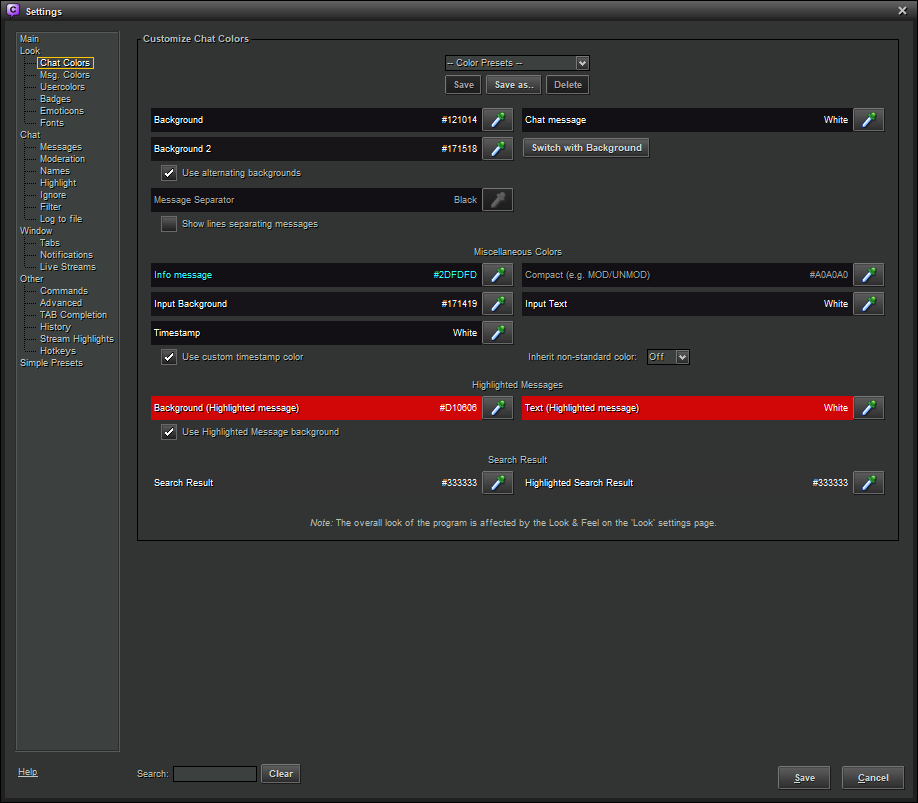 Settings
Main
Look
Chat Colors
Msg. Colors
Usercolors
Badges
Emoticons
Fonts
Chat
Messages
Moderation
Names
Highlight
Ignore
Filter
Log to file
Window
Tabs
Notifications
Live Streams
Other
Commands
Advanced
TAB Completion
History
Stream Highlights
Hotkeys
Simple Presets
Customize Chat Colors
-- Color Presets --
Save Save as.. Delete
Background #121014 Chat message White
Background 2 #171518 Switch with Background
Use alternating backgrounds
Message Separator Black
Show lines separating messages
Miscellaneous Colors
Info message #2DFDFD Compact (e.g. MOD/UNMOD) #A0A0A0
Input Background #171419 Input Text White
Timestamp White
Use custom timestamp color Inherit non-standard color: Off
Highlighted Messages
Background (Highlighted message) #D10606 Text (Highlighted message) White
Use Highlighted Message background
Search Result
Search Result #333333 Highlighted Search Result #333333
Note: The overall look of the program is affected by the Look & Feel on the 'Look' settings page.
Help Search: Clear Save Cancel